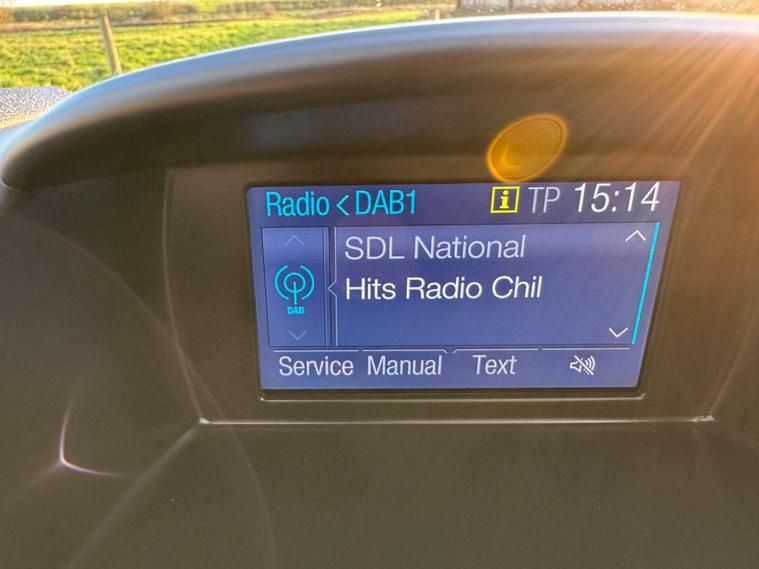 Radio < DAB1 i TP 15:14
SDL National
DAB
Hits Radio Chil
Service Manual Text